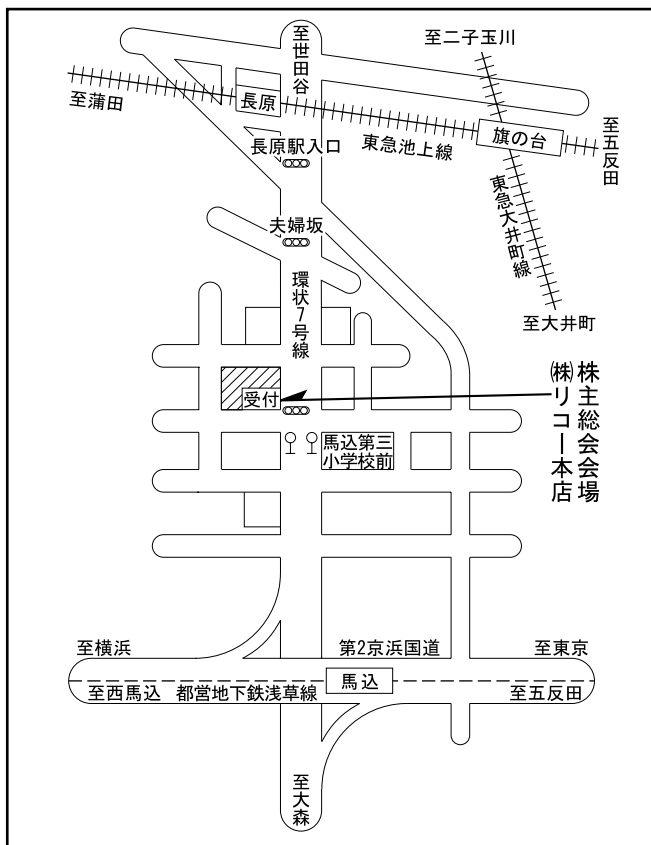 至世田谷
至二子玉川
至蒲田
長原
東急池上線
旗の台
至五反田
長原駅入口
東急大井町線
夫婦坂
環状7号線
至大井町
株主総会会場
㈱リコー本店
受付
馬込第三
小学校前
至横浜
第2京浜国道
至東京
馬込
至西馬込
都営地下鉄浅草線
至五反田
至大森